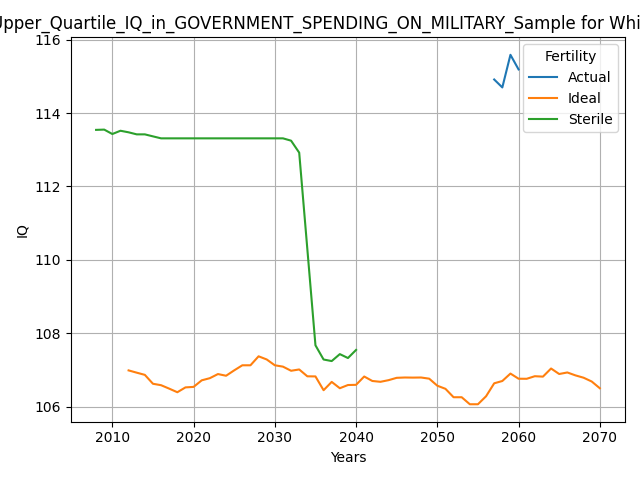 Upper_Quartile_IQ_in_GOVERNMENT_SPENDING_ON_MILITARY_Sample for Whi
116
114
112
110
108
106
IQ
Fertility
Actual
Ideal
Sterile
2010 2020 2030 2040 2050 2060 2070
Years